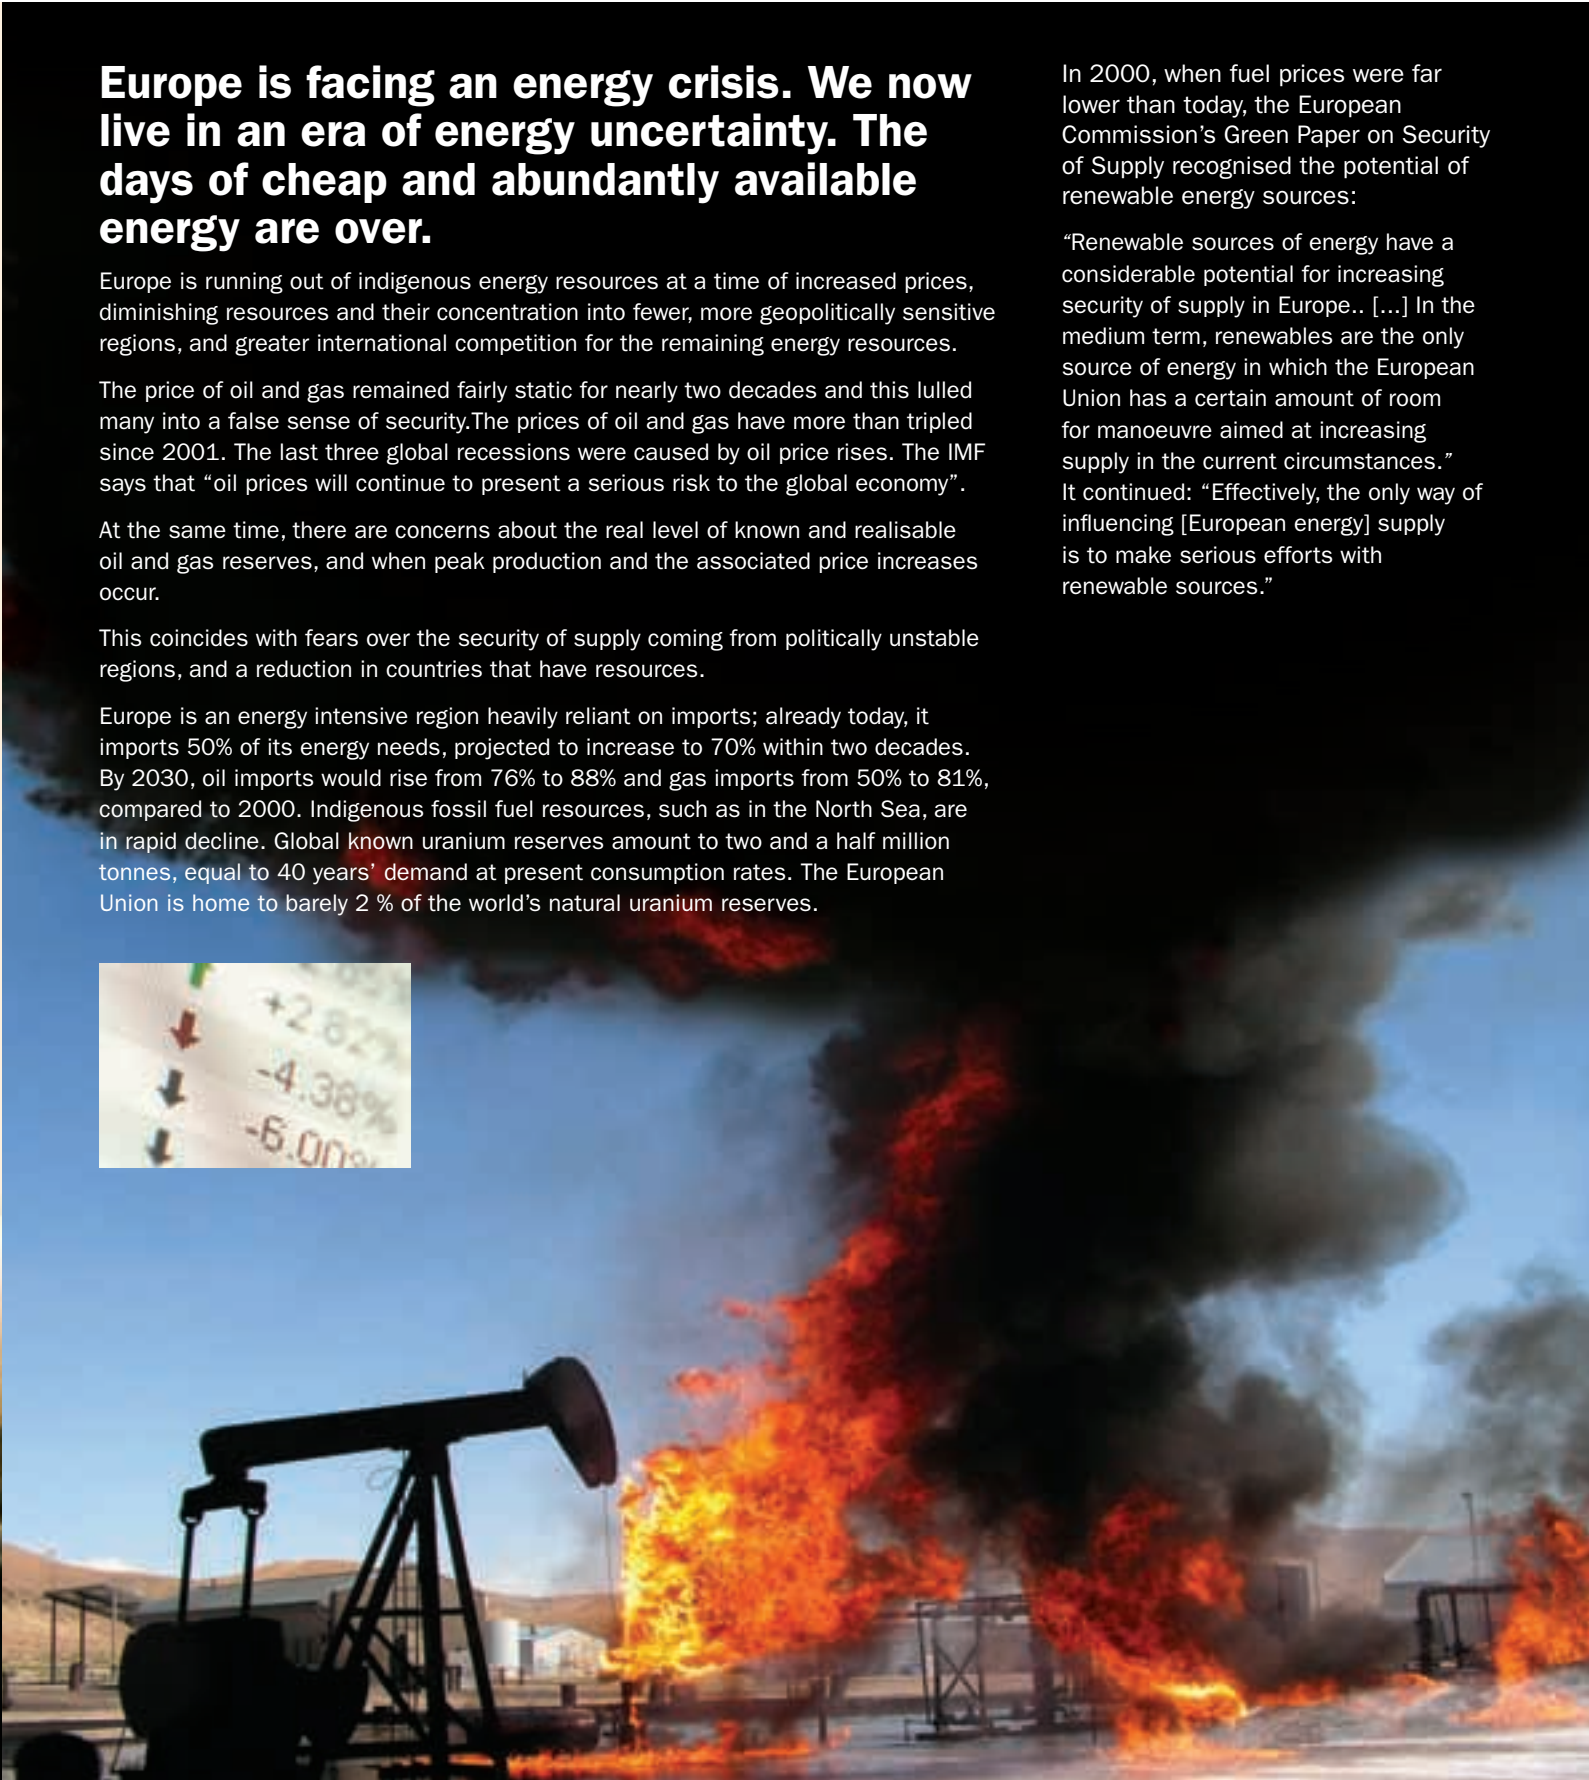 Europe is facing an energy crisis. We now
live in an era of energy uncertainty. The
days of cheap and abundantly available
energy are over.
Europe is running out of indigenous energy resources at a time of increased prices,
diminishing resources and their concentration into fewer, more geopolitically sensitive
regions, and greater international competition for the remaining energy resources.
The price of oil and gas remained fairly static for nearly two decades and this lulled
many into a false sense of security.The prices of oil and gas have more than tripled
since 2001. The last three global recessions were caused by oil price rises. The IMF
says that “oil prices will continue to present a serious risk to the global economy”.
At the same time, there are concerns about the real level of known and realisable
oil and gas reserves, and when peak production and the associated price increases
occur.
This coincides with fears over the security of supply coming from politically unstable
regions, and a reduction in countries that have resources.
Europe is an energy intensive region heavily reliant on imports; already today, it
imports 50% of its energy needs, projected to increase to 70% within two decades.
By 2030, oil imports would rise from 76% to 88% and gas imports from 50% to 81%,
compared to 2000. Indigenous fossil fuel resources, such as in the North Sea, are
in rapid decline. Global known uranium reserves amount to two and a half million
tonnes, equal to 40 years’ demand at present consumption rates. The European
Union is home to barely 2 % of the world’s natural uranium reserves.
In 2000, when fuel prices were far
lower than today, the European
Commission’s Green Paper on Security
of Supply recognised the potential of
renewable energy sources:
“Renewable sources of energy have a
considerable potential for increasing
security of supply in Europe.. [...] In the
medium term, renewables are the only
source of energy in which the European
Union has a certain amount of room
for manoeuvre aimed at increasing
supply in the current circumstances.”
It continued: “Effectively, the only way of
influencing [European energy] supply
is to make serious efforts with
renewable sources.”
-4.38%
-6.00%